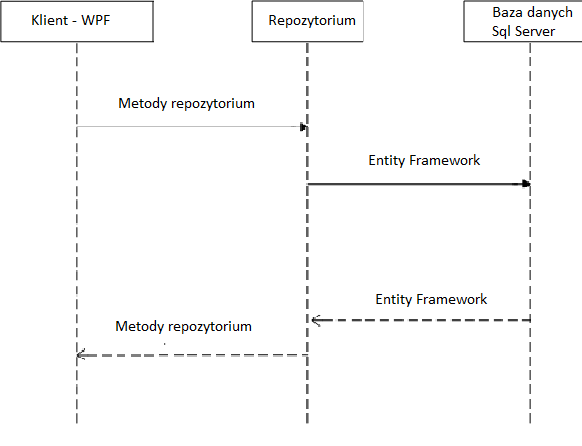 Klient - WPF
Repozytorium
Baza danych
Sql Server
Metody repozytorium
Entity Framework
Entity Framework
Metody repozytorium